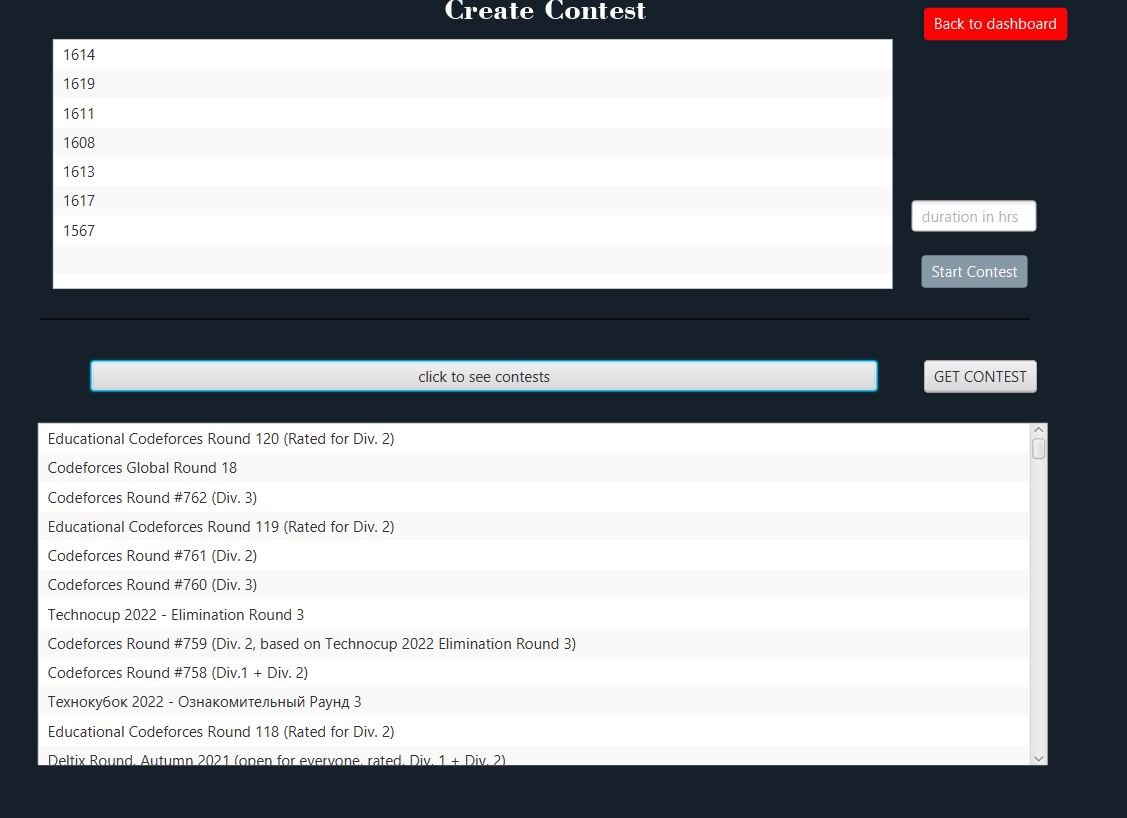 Create Contest
Back to dashboard
1614
1619
1611
1608
1613
1617
1567
duration in hrs
Start Contest
click to see contests
GET CONTEST
Educational Codeforces Round 120 (Rated for Div. 2)
Codeforces Global Round 18
Codeforces Round #762 (Div. 3)
Educational Codeforces Round 119 (Rated for Div. 2)
Codeforces Round #761 (Div. 2)
Codeforces Round #760 (Div. 3)
Technocup 2022 - Elimination Round 3
Codeforces Round #759 (Div. 2, based on Technocup 2022 Elimination Round 3)
Codeforces Round #758 (Div.1 + Div. 2)
Технокубок 2022 - Ознакомительный Раунд 3
Educational Codeforces Round 118 (Rated for Div. 2)
Deltix Round, Autumn 2021 (open for everyone, rated, Div. 1 + Div. 2)